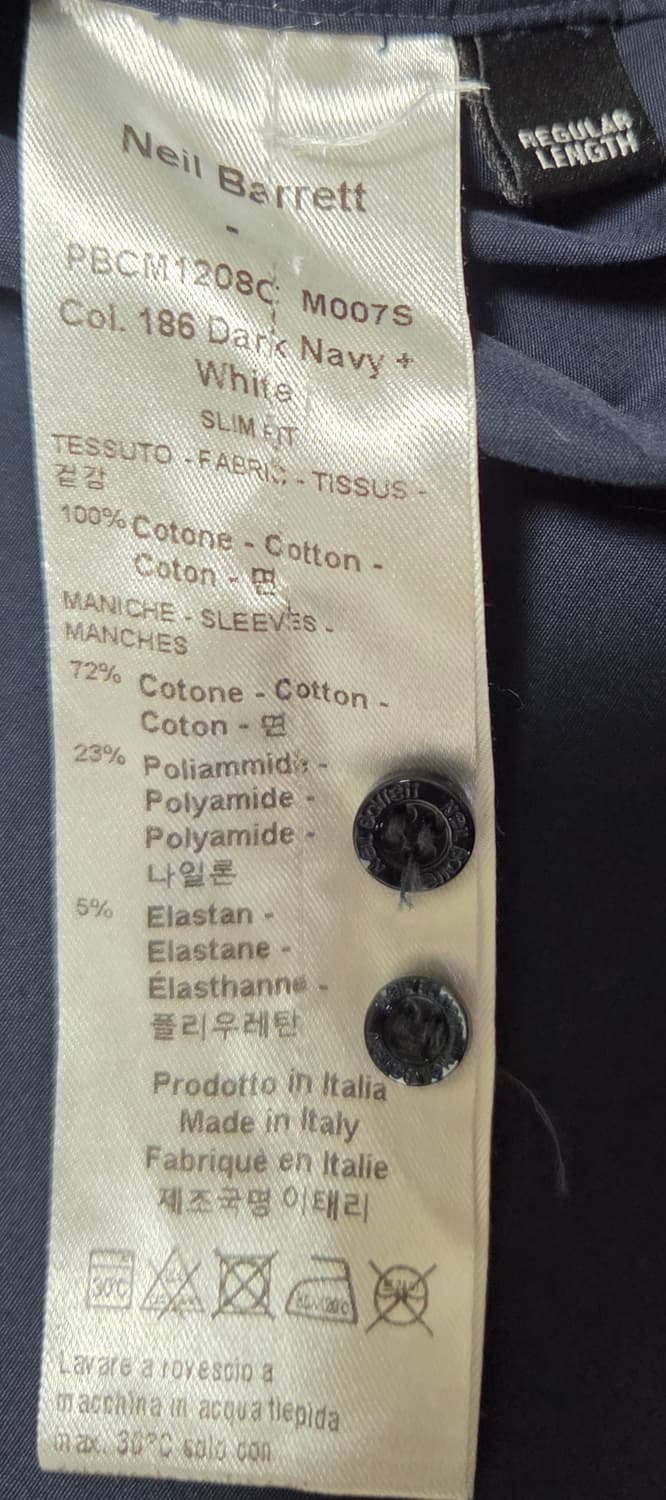 REGULAR
LENGTH
Neil Barrett
-
PBCM1208C M007S
Col. 186 Dark Navy +
White
SLIM FIT
TESSUTO - FABRIC - TISSUS -
겉감
100% Cotone - Cotton -
Coton - 면
MANICHE - SLEEVES -
MANCHES
72% Cotone - Cotton -
Coton - 면
23% Poliammide -
Polyamide -
Polyamide -
나일론
5% Elastan -
Elastane -
Élasthanne -
폴리우레탄
Prodotto in Italia
Made in Italy
Fabriqué en Italie
제조국명 이태리
30°C
Lavare a rovescio a
macchina in acqua tiepida
max. 30°C solo con